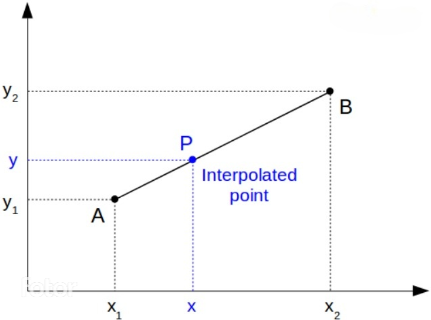 y2
B
P
y
Interpolated
point
y1
A
x1
x
x2